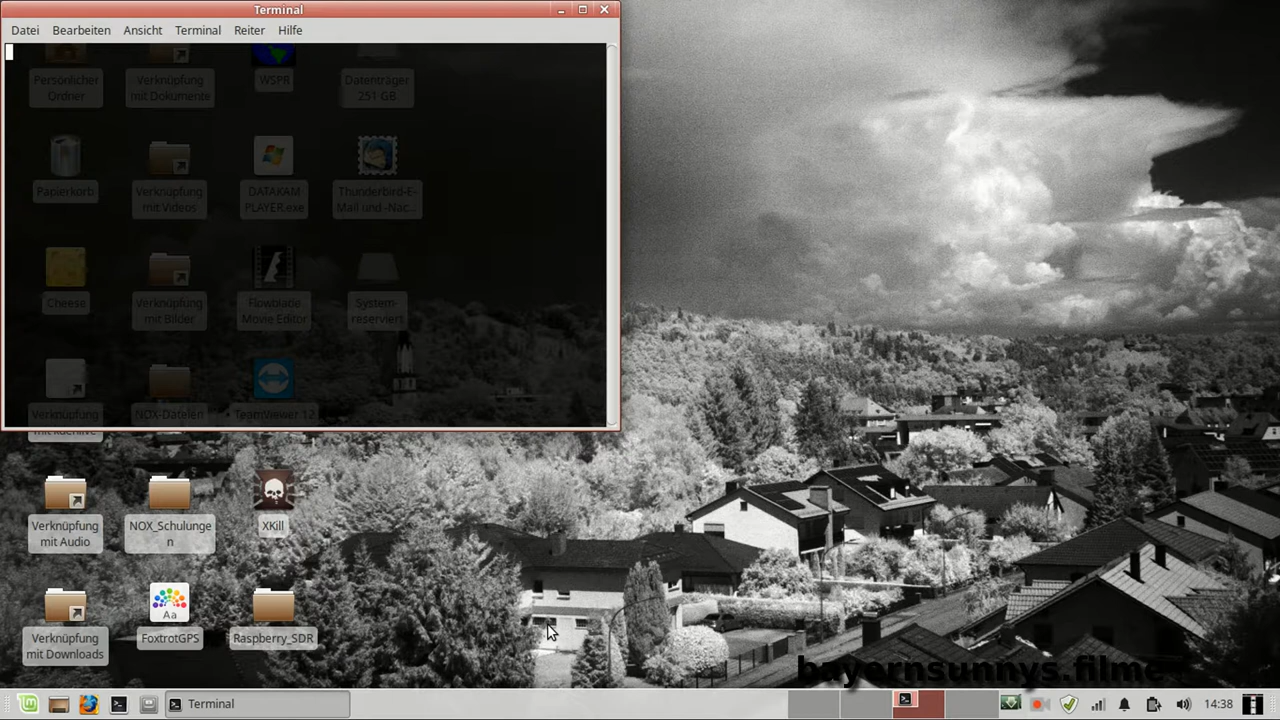 Terminal
Datei Bearbeiten Ansicht Terminal Reiter Hilfe
Persönlicher
Ordner
Verknüpfung
mit Dokumente
WSPR
Datenträger
251 GB
Papierkorb
Verknüpfung
mit Videos
DATAKAM
PLAYER.exe
Thunderbird-E-
Mail und -Nac...
Cheese
Verknüpfung
mit Bilder
Flowblade
Movie Editor
System-
reserviert
Verknüpfung
NOX-Dateien
TeamViewer 12
Verknüpfung
mit Audio
NOX_Schulunge
n
XKill
Verknüpfung
mit Downloads
Aa
FoxtrotGPS
Raspberry_SDR
bayernsunnys.filme
Terminal
14:38